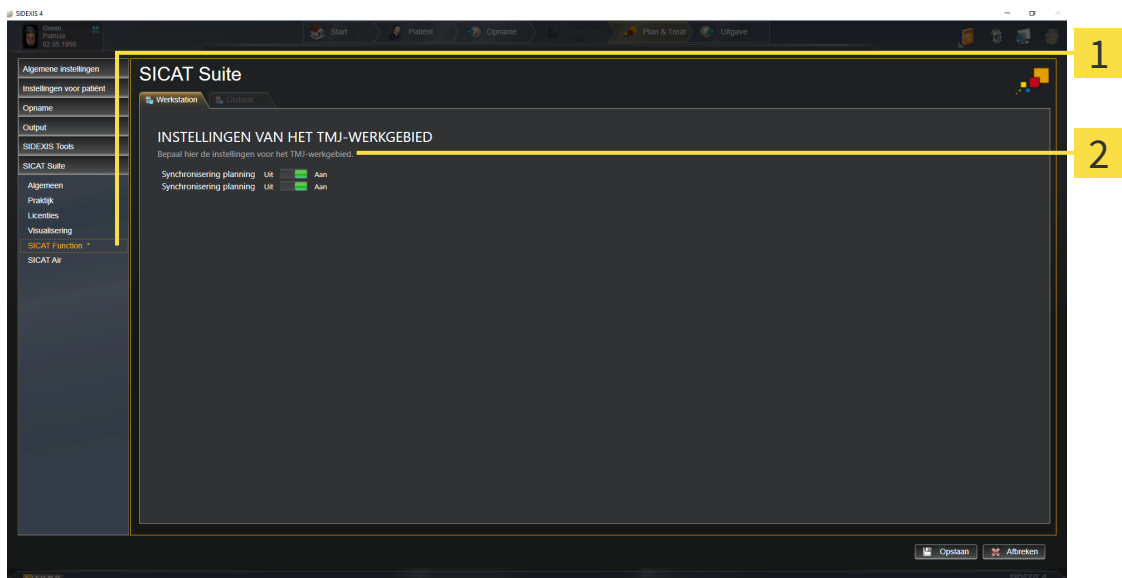 SIDEXIS 4
Green
Patricia
02.05.1956
Start
Patiënt
Opname
Plan & Treat
Uitgave
1
Algemene instellingen
Instellingen voor patiënt
Opname
Output
SIDEXIS Tools
SICAT Suite
Algemeen
Praktijk
Licenties
Visualisering
SICAT Function *
SICAT Air
SICAT Suite
Werkstation
Globaal
INSTELLINGEN VAN HET TMJ-WERKGEBIED
Bepaal hier de instellingen voor het TMJ-werkgebied.
2
Synchronisering planning Uit Aan
Synchronisering planning Uit Aan
Opslaan
Afbreken
SIDEXIS 4